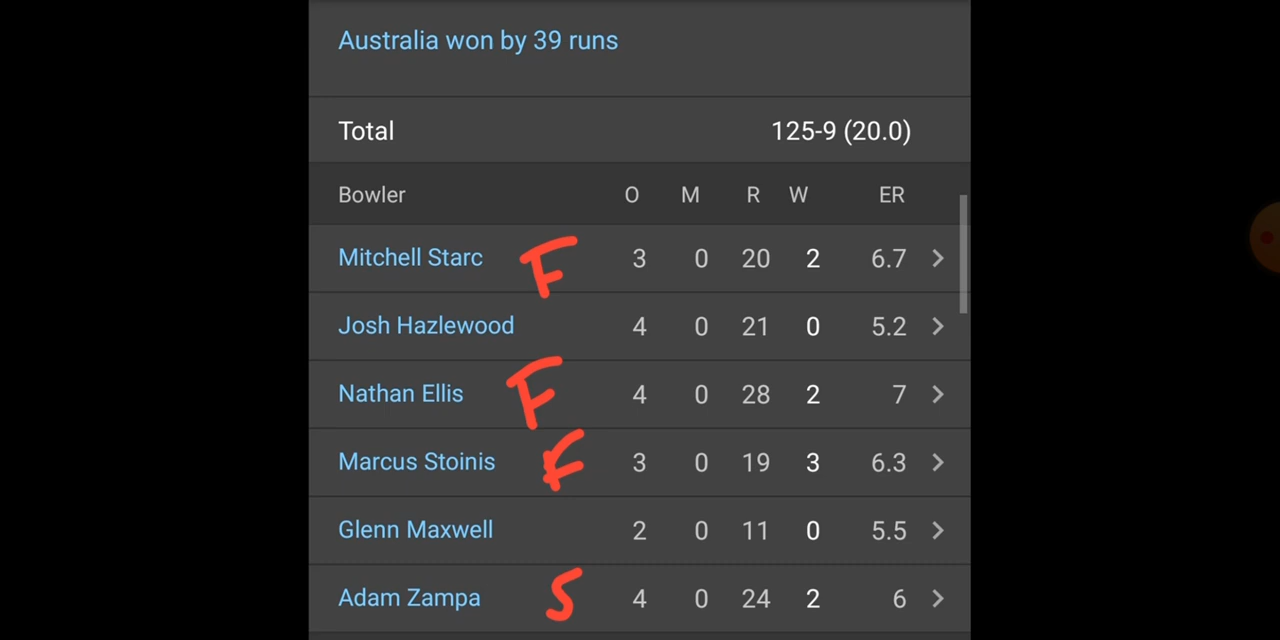 Australia won by 39 runs
Total 125-9 (20.0)
Bowler O M R W ER
Mitchell Starc F 3 0 20 2 6.7 >
Josh Hazlewood 4 0 21 0 5.2 >
Nathan Ellis F 4 0 28 2 7 >
Marcus Stoinis F 3 0 19 3 6.3 >
Glenn Maxwell 2 0 11 0 5.5 >
Adam Zampa S 4 0 24 2 6 >